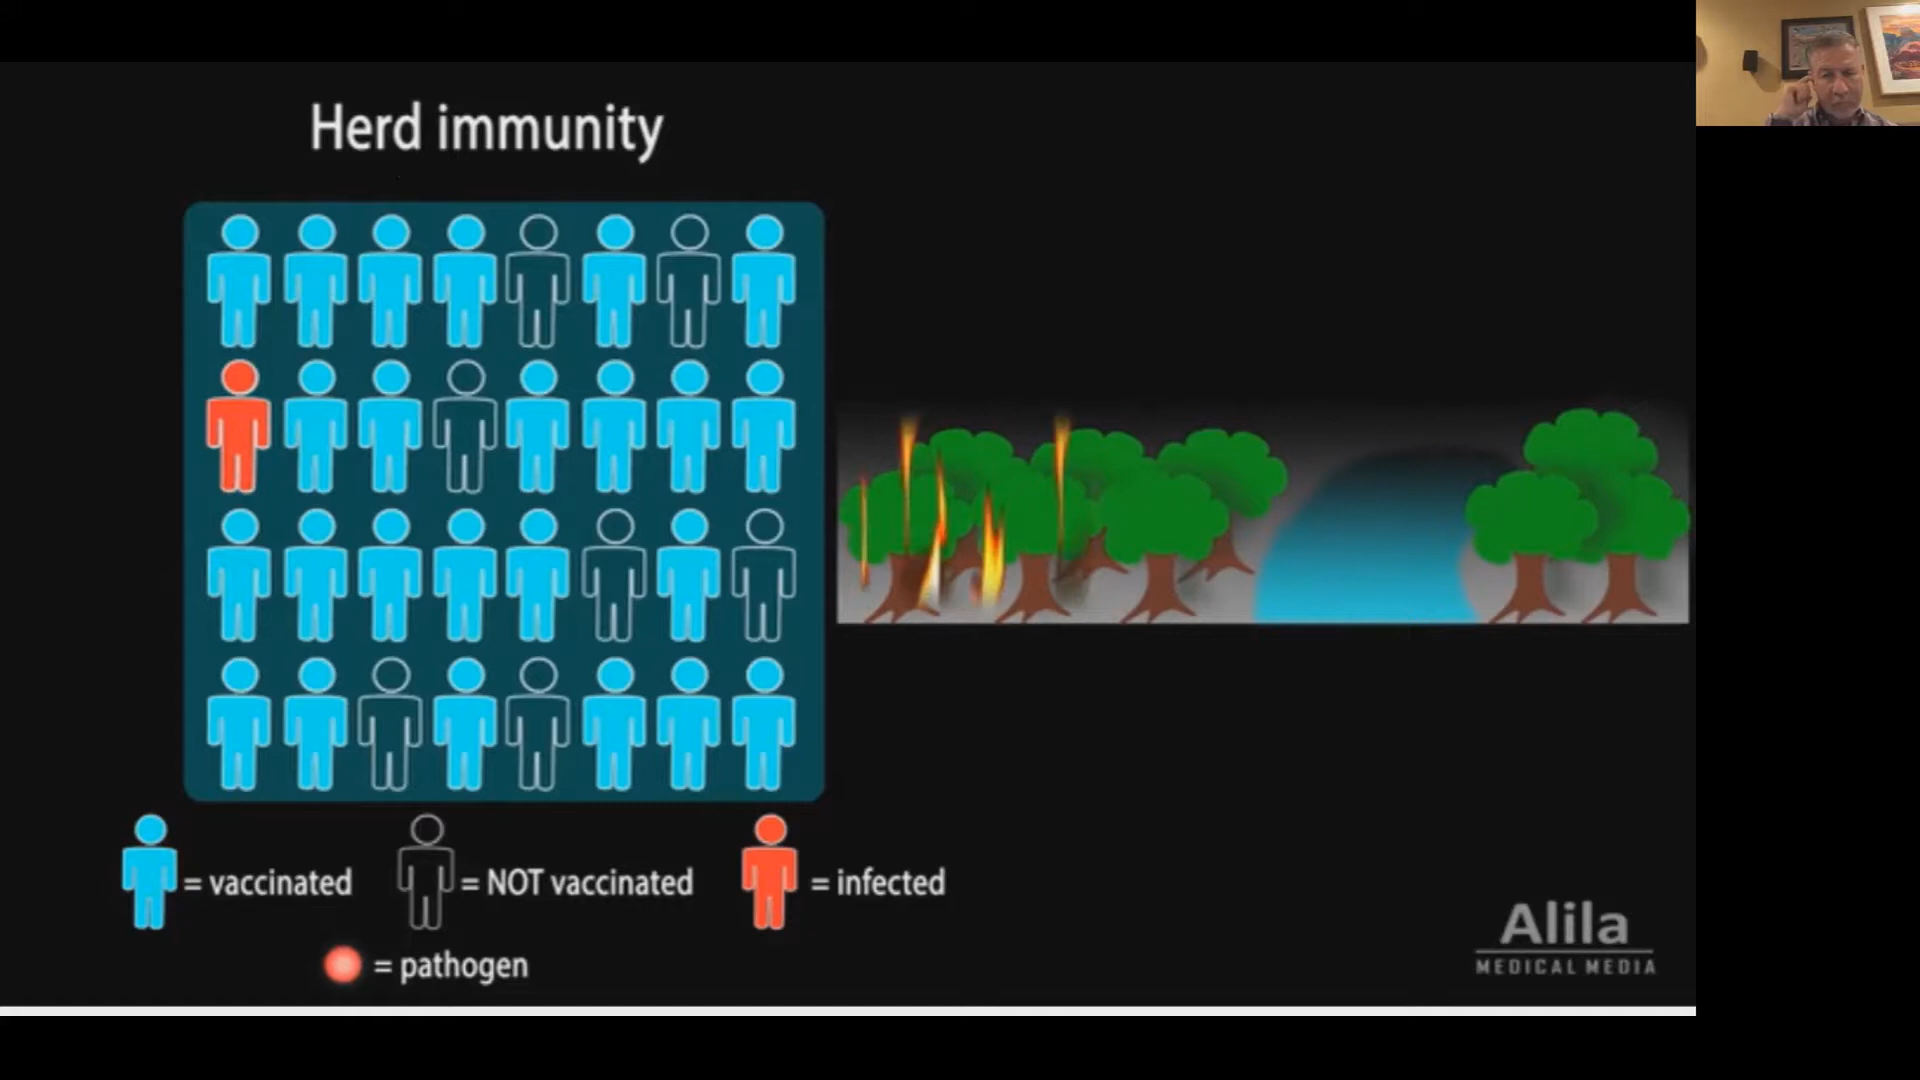 Herd immunity
= vaccinated
= NOT vaccinated
= infected
= pathogen
Alila
MEDICAL MEDIA